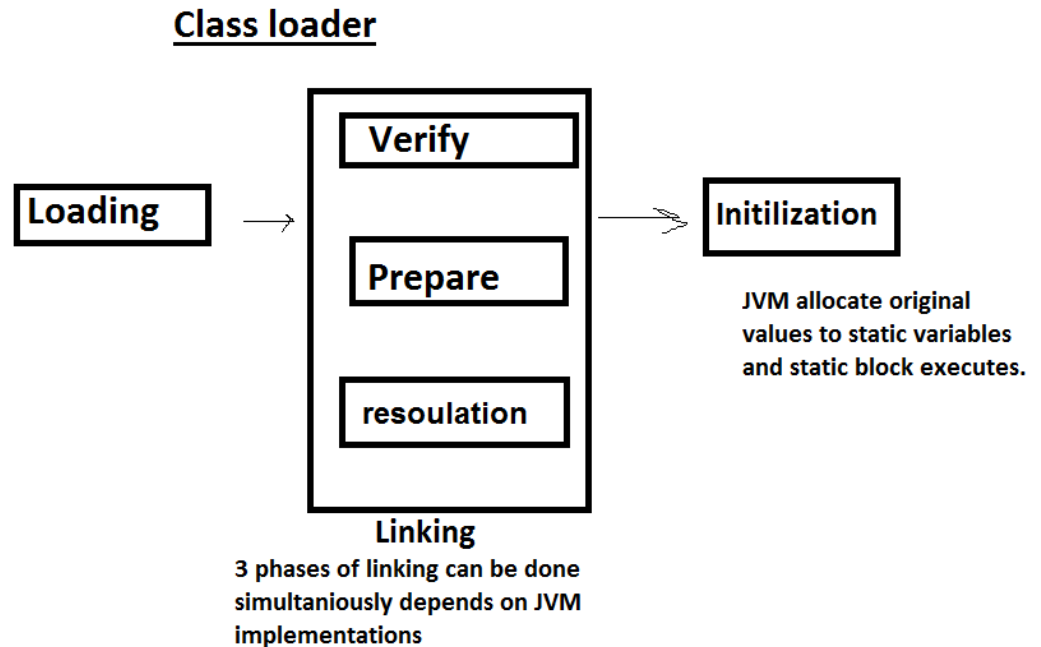 Class loader
Loading
Verify
Prepare
resoulation
Linking
3 phases of linking can be done
simultaniously depends on JVM
implementations
Initilization
JVM allocate original
values to static variables
and static block executes.